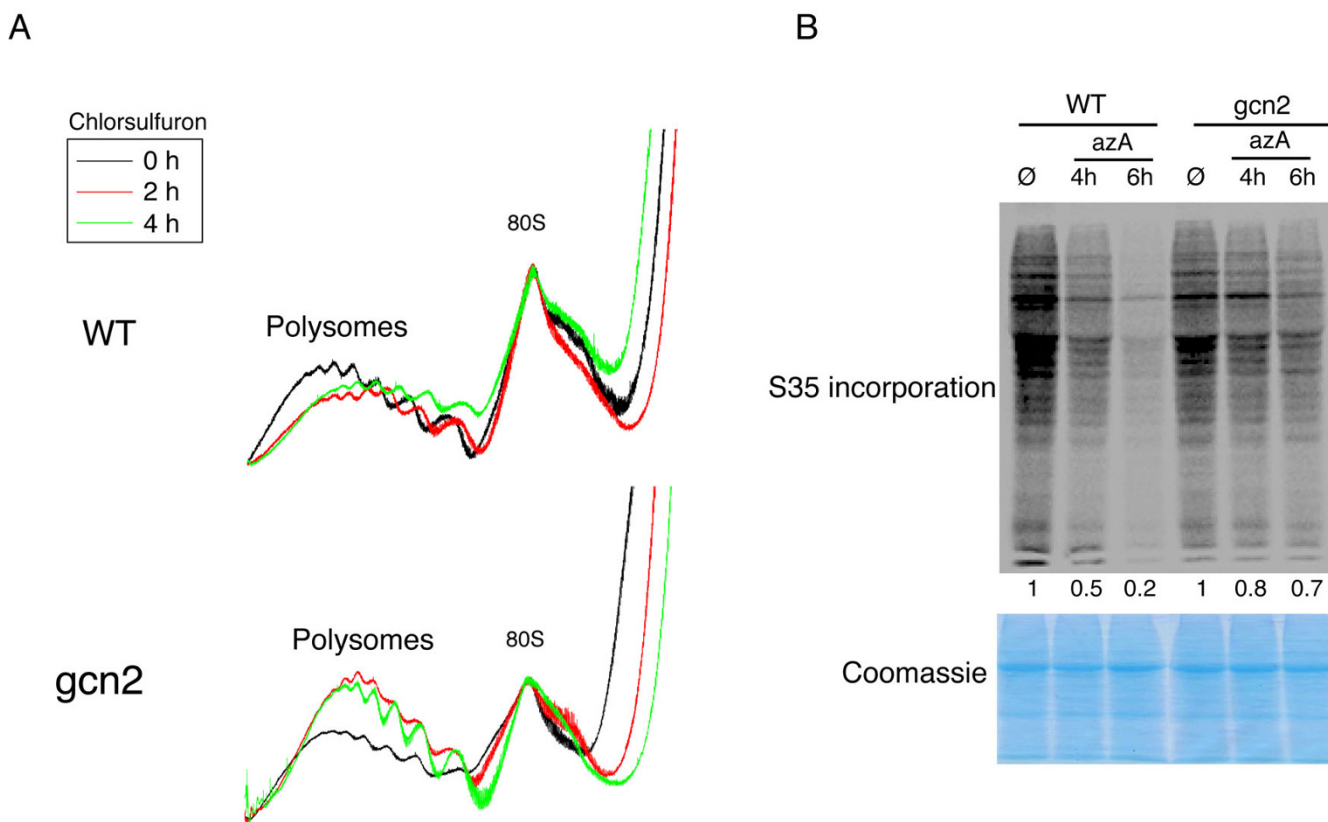 A
Chlorsulfuron
0 h
2 h
4 h
WT
Polysomes
80S
gcn2
Polysomes
80S
B
WT gcn2
azA azA
Ø 4h 6h Ø 4h 6h
S35 incorporation
1 0.5 0.2 1 0.8 0.7
Coomassie